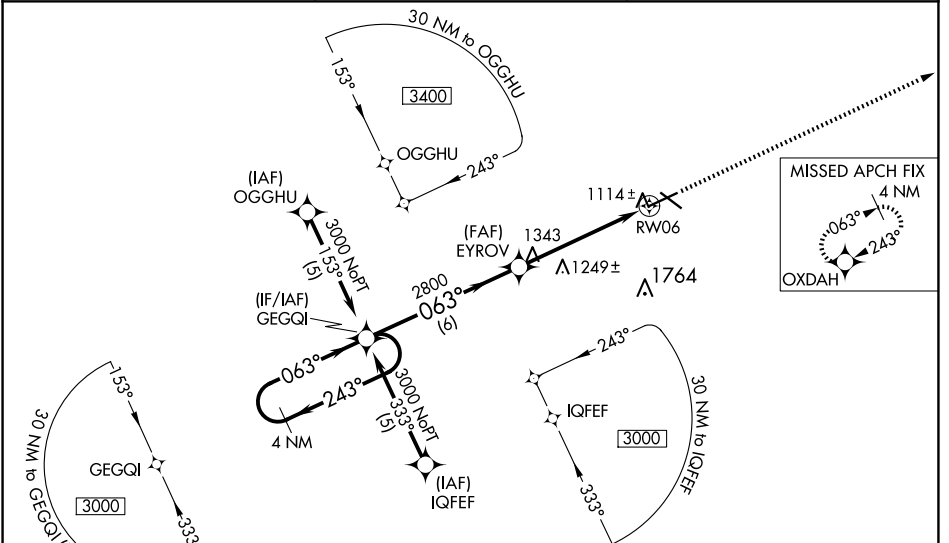 30 NM to OGGHU
153°
3400
OGGHU
243°
(IAF)
OGGHU
3000 NoPT
153°
(5)
(FAF)
EYROV
1343
1249±
1114±
RW06
1764
MISSED APCH FIX
4 NM
063°
243°
OXDAH
(IF/IAF)
GEGQI
2800
063°
(6)
063°
243°
4 NM
3000 NoPT
333°
(5)
(IAF)
IQFEF
243°
IQFEF
3000
30 NM to IQFEF
333°
153°
GEGQI
3000
30 NM to GEGQI
333°